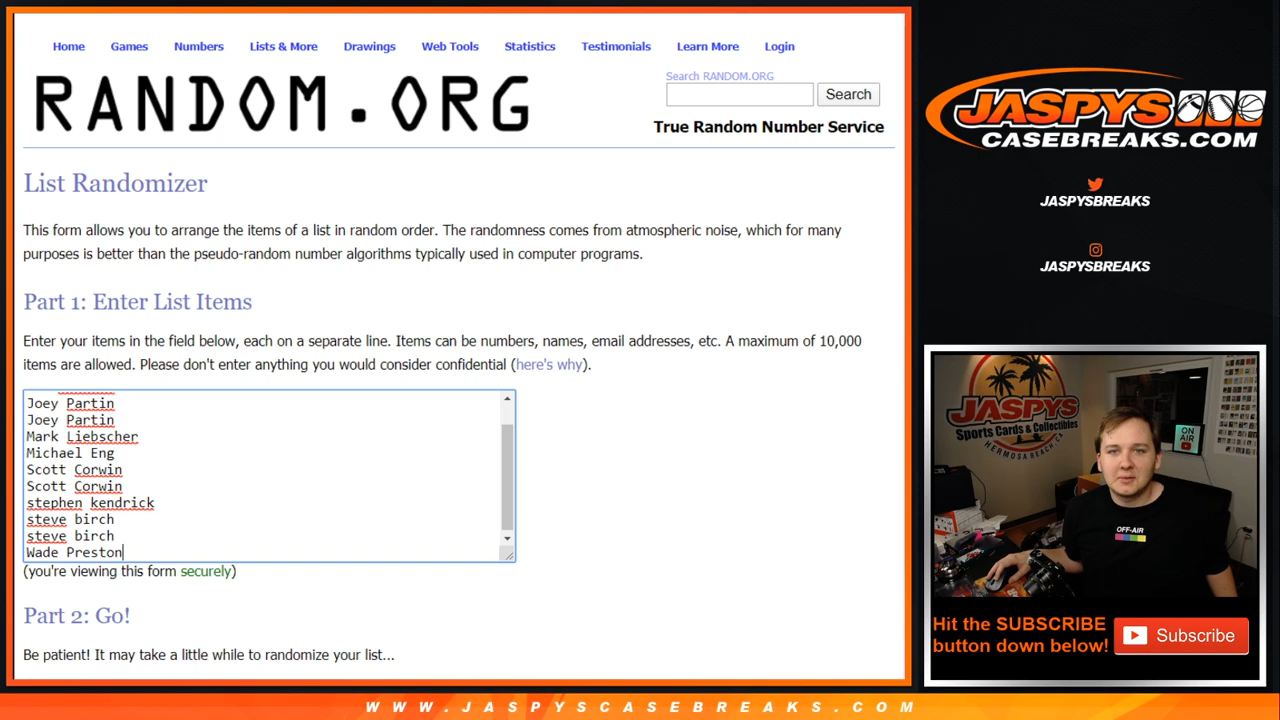 Home Games Numbers Lists & More Drawings Web Tools Statistics Testimonials Learn More Login
RANDOM.ORG
Search RANDOM.ORG
Search
True Random Number Service
List Randomizer
This form allows you to arrange the items of a list in random order. The randomness comes from atmospheric noise, which for many
purposes is better than the pseudo-random number algorithms typically used in computer programs.
Part 1: Enter List Items
Enter your items in the field below, each on a separate line. Items can be numbers, names, email addresses, etc. A maximum of 10,000
items are allowed. Please don't enter anything you would consider confidential (here's why).
Joey Partin
Joey Partin
Mark Liebscher
Michael Eng
Scott Corwin
Scott Corwin
stephen kendrick
steve birch
steve birch
Wade Preston
(you're viewing this form securely)
Part 2: Go!
Be patient! It may take a little while to randomize your list...
JASPYS
CASEBREAKS.COM
JASPYSBREAKS
JASPYSBREAKS
JASPYS
Sports Cards & Collectibles
HERMOSA BEACH, CA
ON
AIR
OFF-AIR
Hit the SUBSCRIBE
button down below!
Subscribe
WWW.JASPYSCASEBREAKS.COM